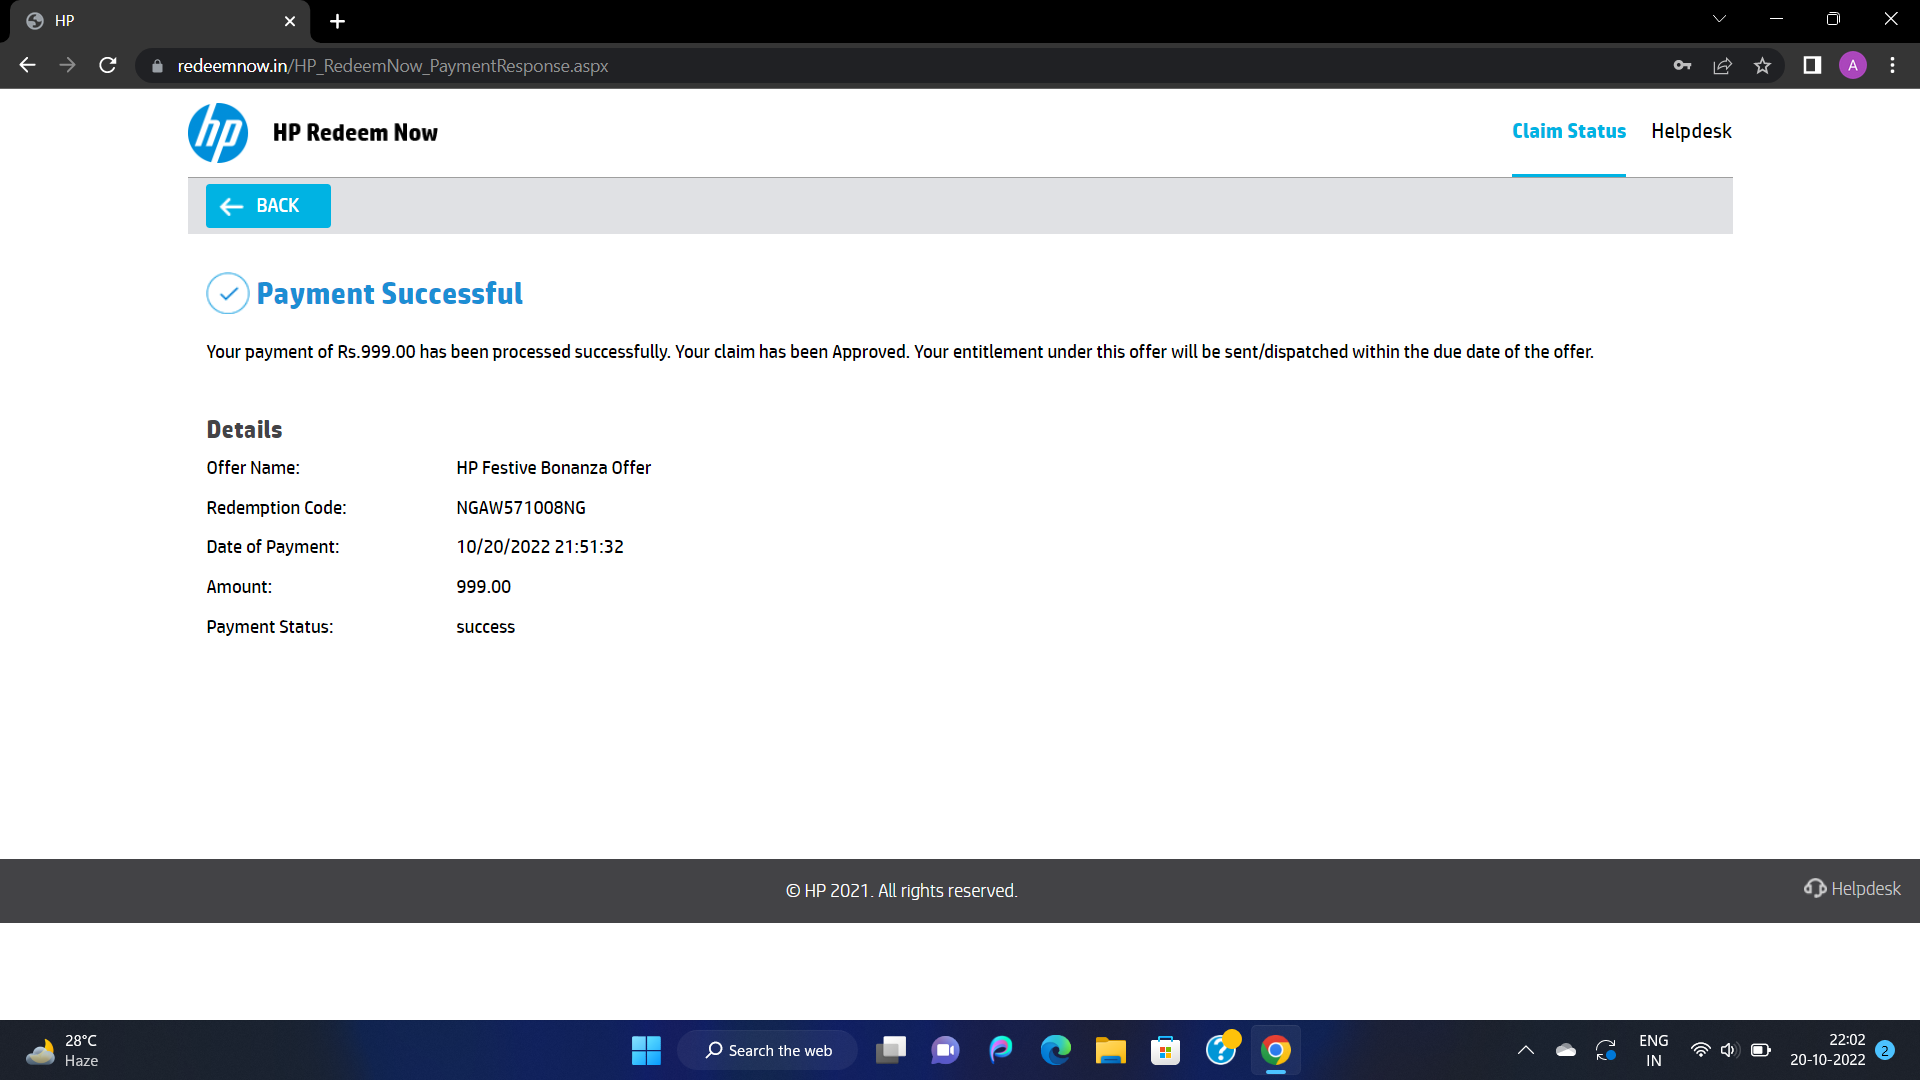 HP
redeemnow.in/HP_RedeemNow_PaymentResponse.aspx
A
hp
HP Redeem Now
Claim Status
Helpdesk
BACK
Payment Successful
Your payment of Rs.999.00 has been processed successfully. Your claim has been Approved. Your entitlement under this offer will be sent/dispatched within the due date of the offer.
Details
Offer Name: HP Festive Bonanza Offer
Redemption Code: NGAW571008NG
Date of Payment: 10/20/2022 21:51:32
Amount: 999.00
Payment Status: success
© HP 2021. All rights reserved.
Helpdesk
28°C
Haze
Search the web
ENG
IN
22:02
20-10-2022
2